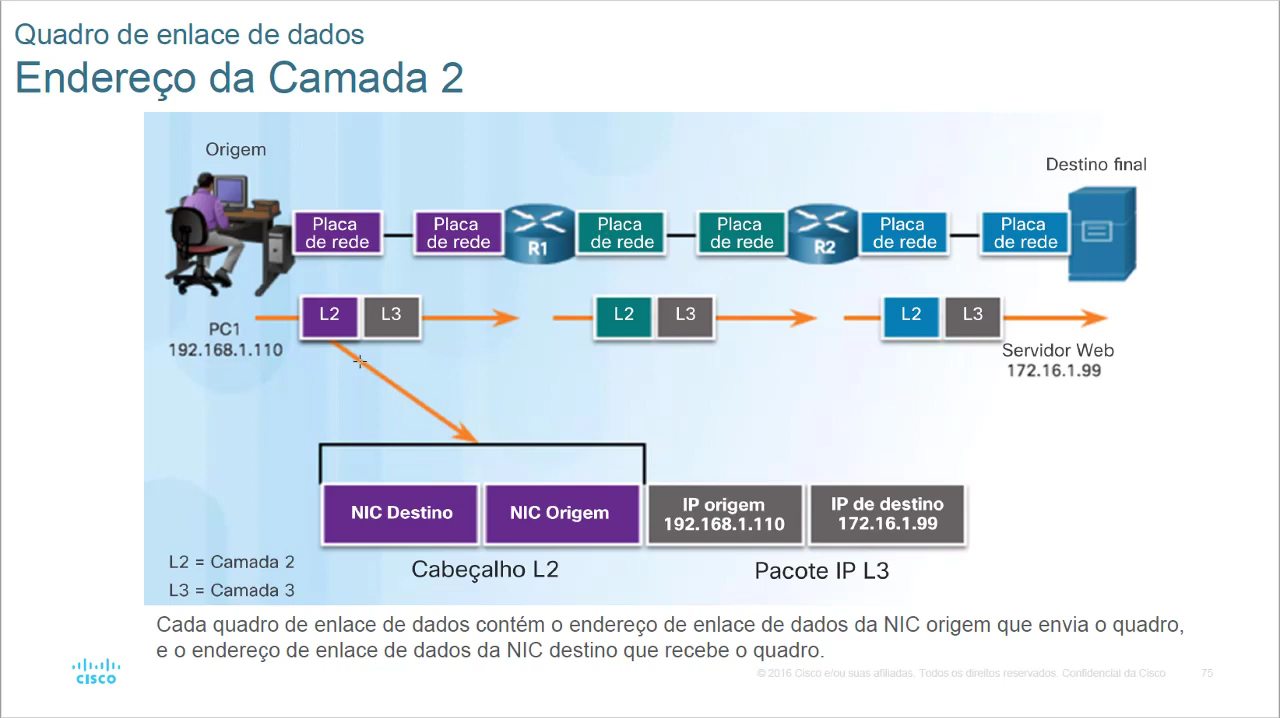 Quadro de enlace de dados
Endereço da Camada 2
Origem
Destino final
Placa
de rede
Placa
de rede
R1
Placa
de rede
Placa
de rede
R2
Placa
de rede
Placa
de rede
L2
L3
L2
L3
L2
L3
PC1
192.168.1.110
Servidor Web
172.16.1.99
NIC Destino
NIC Origem
IP origem
192.168.1.110
IP de destino
172.16.1.99
Cabeçalho L2
Pacote IP L3
L2 = Camada 2
L3 = Camada 3
Cada quadro de enlace de dados contém o endereço de enlace de dados da NIC origem que envia o quadro,
e o endereço de enlace de dados da NIC destino que recebe o quadro.
CISCO
© 2016 Cisco e/ou suas afiliadas. Todos os direitos reservados. Confidencial da Cisco
75